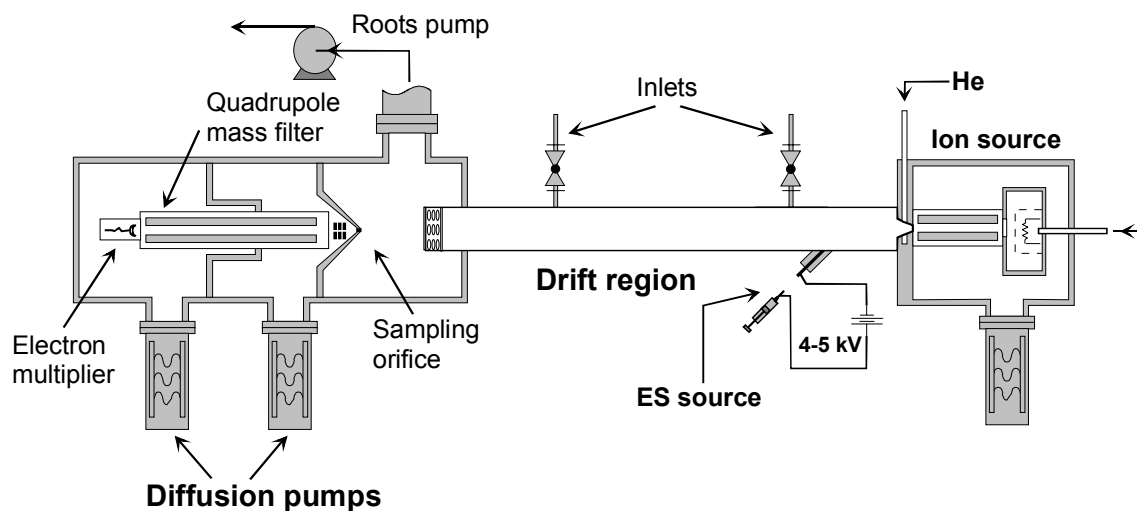 Roots pump
Quadrupole
mass filter
Inlets
He
Ion source
Drift region
Electron
multiplier
Sampling
orifice
4-5 kV
ES source
Diffusion pumps